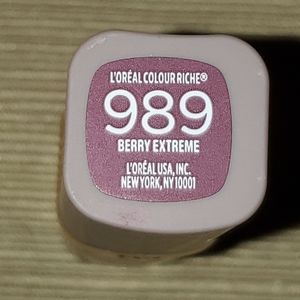 L'ORÉAL COLOUR RICHE®
989
BERRY EXTREME
L'ORÉAL USA, INC.
NEW YORK, NY 10001